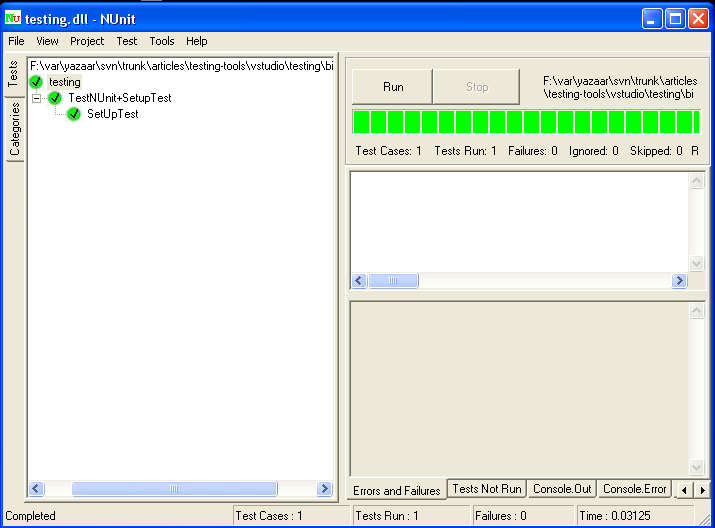 NU testing.dll - NUnit
File View Project Test Tools Help
Tests
Categories
F:\var\yazaar\svn\trunk\articles\testing-tools\vstudio\testing\bi
testing
TestNUnit+SetupTest
SetUpTest
Run
Stop
F:\var\yazaar\svn\trunk\articles
\testing-tools\vstudio\testing\bi
Test Cases: 1 Tests Run: 1 Failures: 0 Ignored: 0 Skipped: 0 R
Errors and Failures Tests Not Run Console.Out Console.Error
Completed Test Cases : 1 Tests Run : 1 Failures : 0 Time : 0.03125